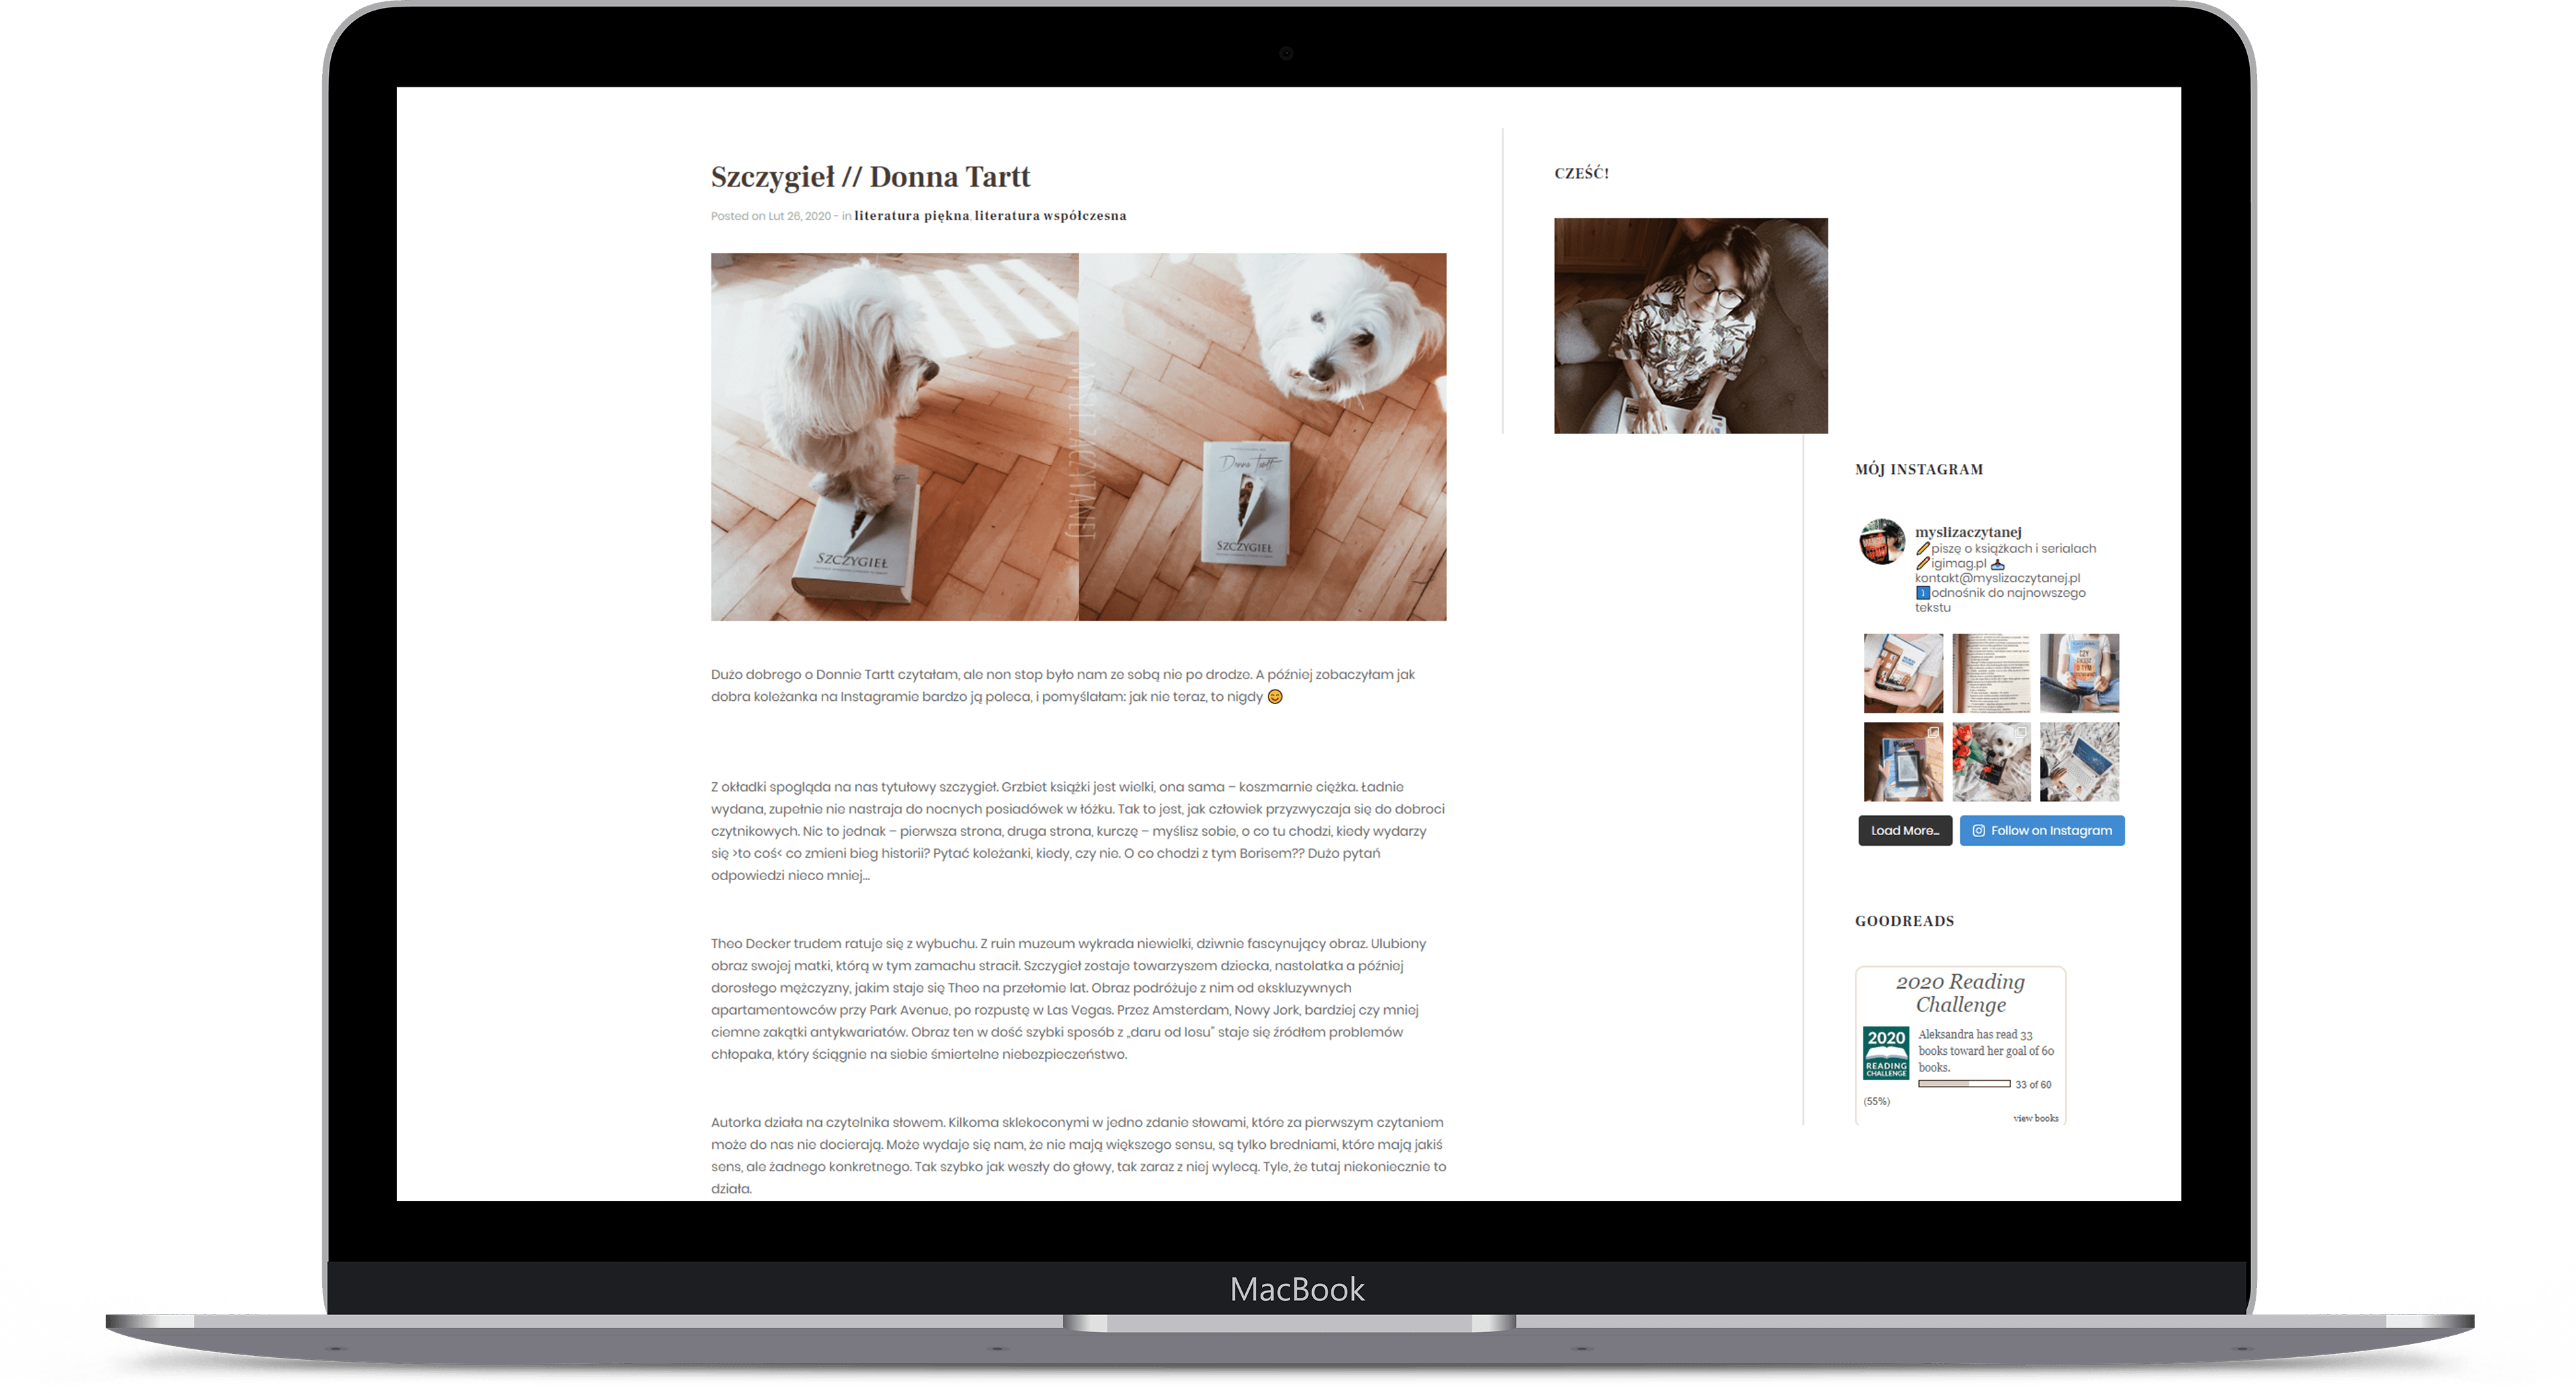 Szczygieł // Donna Tartt
Posted on Lut 26, 2020 - in literatura piękna, literatura współczesna
MYSLIZACZYTANEJ
Donna Tartt
SZCZYGIEŁ
SZCZYGIEŁ
Dużo dobrego o Donnie Tartt czytałam, ale non stop było nam ze sobą nie po drodze. A później zobaczyłam jak
dobra koleżanka na Instagramie bardzo ją poleca, i pomyślałam: jak nie teraz, to nigdy 😊
Z okładki spogląda na nas tytułowy szczygieł. Grzbiet książki jest wielki, ona sama – koszmarnie ciężka. Ładnie
wydana, zupełnie nie nastraja do nocnych posiadówek w łóżku. Tak to jest, jak człowiek przyzwyczaja się do dobroci
czytnikowych. Nic to jednak – pierwsza strona, druga strona, kurczę – myślisz sobie, o co tu chodzi, kiedy wydarzy
się >to coś< co zmieni bieg historii? Pytać koleżanki, kiedy, czy nie. O co chodzi z tym Borisem?? Dużo pytań
odpowiedzi nieco mniej…
Theo Decker trudem ratuje się z wybuchu. Z ruin muzeum wykrada niewielki, dziwnie fascynujący obraz. Ulubiony
obraz swojej matki, którą w tym zamachu stracił. Szczygieł zostaje towarzyszem dziecka, nastolatka a później
dorosłego mężczyzny, jakim staje się Theo na przełomie lat. Obraz podróżuje z nim od ekskluzywnych
apartamentowców przy Park Avenue, po rozpustę w Las Vegas. Przez Amsterdam, Nowy Jork, bardziej czy mniej
ciemne zakątki antykwariatów. Obraz ten w dość szybki sposób z „daru od losu” staje się źródłem problemów
chłopaka, który ściągnie na siebie śmiertelne niebezpieczeństwo.
Autorka działa na czytelnika słowem. Kilkoma sklekoconymi w jedno zdanie słowami, które za pierwszym czytaniem
może do nas nie docierają. Może wydaje się nam, że nie mają większego sensu, są tylko bredniami, które mają jakiś
sens, ale żadnego konkretnego. Tak szybko jak weszły do głowy, tak zaraz z niej wylecą. Tyle, że tutaj niekoniecznie to
działa.
CZEŚĆ!
MÓJ INSTAGRAM
myslizaczytanej
piszę o książkach i serialach
igimag.pl
kontakt@myslizaczytanej.pl
odnośnik do najnowszego
tekstu
CZY
O TYM
Load More...
Follow on Instagram
GOODREADS
2020 Reading
Challenge
2020
READING
CHALLENGE
Aleksandra has read 33
books toward her goal of 60
books.
33 of 60
(55%)
view books
MacBook